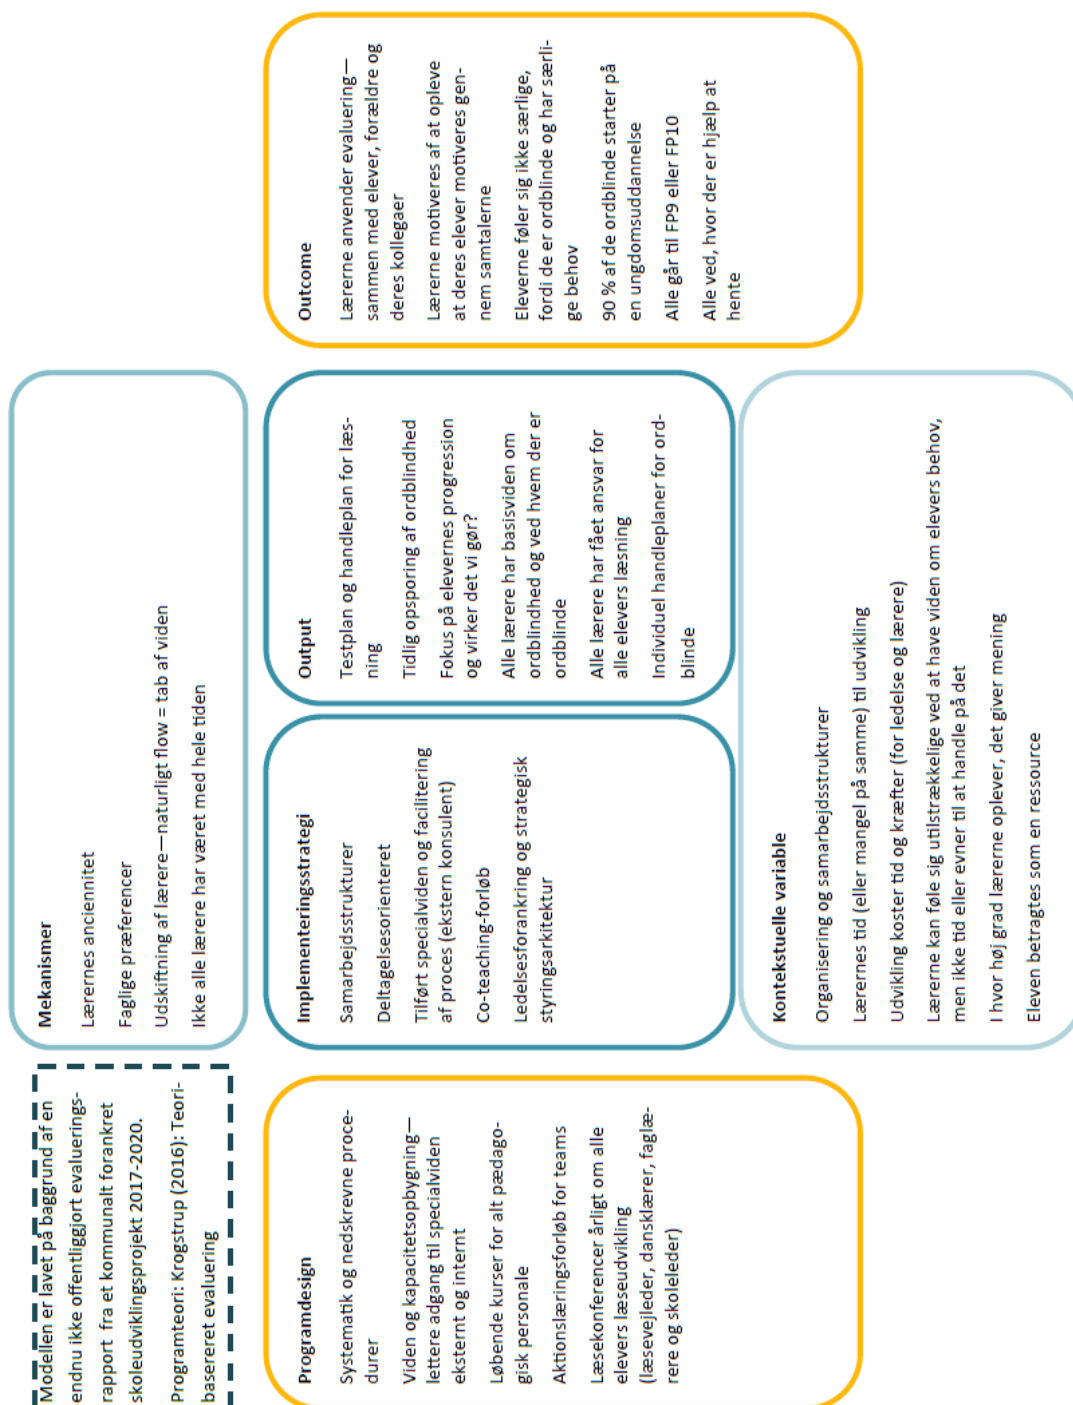 Modellen er lavet på baggrund af en
endnu ikke offentliggjort evaluerings-
rapport fra et kommunalt forankret
skoleudviklingsprojekt 2017-2020.
Programteori: Krogstrup (2016): Teori-
basereret evaluering
Mekanismer
Lærernes anciennitet
Faglige præferencer
Udskiftning af lærere—naturligt flow = tab af viden
Ikke alle lærere har været med hele tiden
Programdesign
Systematik og nedskrevne proce-
durer
Viden og kapacitetsopbygning—
lettere adgang til specialviden
eksternt og internt
Løbende kurser for alt pædago-
gisk personale
Aktionslæringsforløb for teams
Læsekonferencer årligt om alle
elevers læseudvikling
(læsevejleder, dansklærer, faglæ-
rere og skoleleder)
Implementeringsstrategi
Samarbejdsstrukturer
Deltagelsesorienteret
Tilført specialviden og facilitering
af proces (ekstern konsulent)
Co-teaching-forløb
Ledelsesforankring og strategisk
styringsarkitektur
Output
Testplan og handleplan for læs-
ning
Tidlig opsporing af ordblindhed
Fokus på elevernes progression
og virker det vi gør?
Alle lærere har basisviden om
ordblindhed og ved hvem der er
ordblinde
Alle lærere har fået ansvar for
alle elevers læsning
Individuel handleplaner for ord-
blinde
Outcome
Lærerne anvender evaluering—
sammen med elever, forældre og
deres kollegaer
Lærerne motiveres af at opleve
at deres elever motiveres gen-
nem samtalerne
Eleverne føler sig ikke særlige,
fordi de er ordblinde og har særli-
ge behov
90 % af de ordblinde starter på
en ungdomsuddannelse
Alle går til FP9 eller FP10
Alle ved, hvor der er hjælp at
hente
Kontekstuelle variable
Organisering og samarbejdsstrukturer
Lærernes tid (eller mangel på samme) til udvikling
Udvikling koster tid og kræfter (for ledelse og lærere)
Lærerne kan føle sig utilstrækkelige ved at have viden om elevers behov,
men ikke tid eller evner til at handle på det
I hvor høj grad lærerne oplever, det giver mening
Eleven betragtes som en ressource